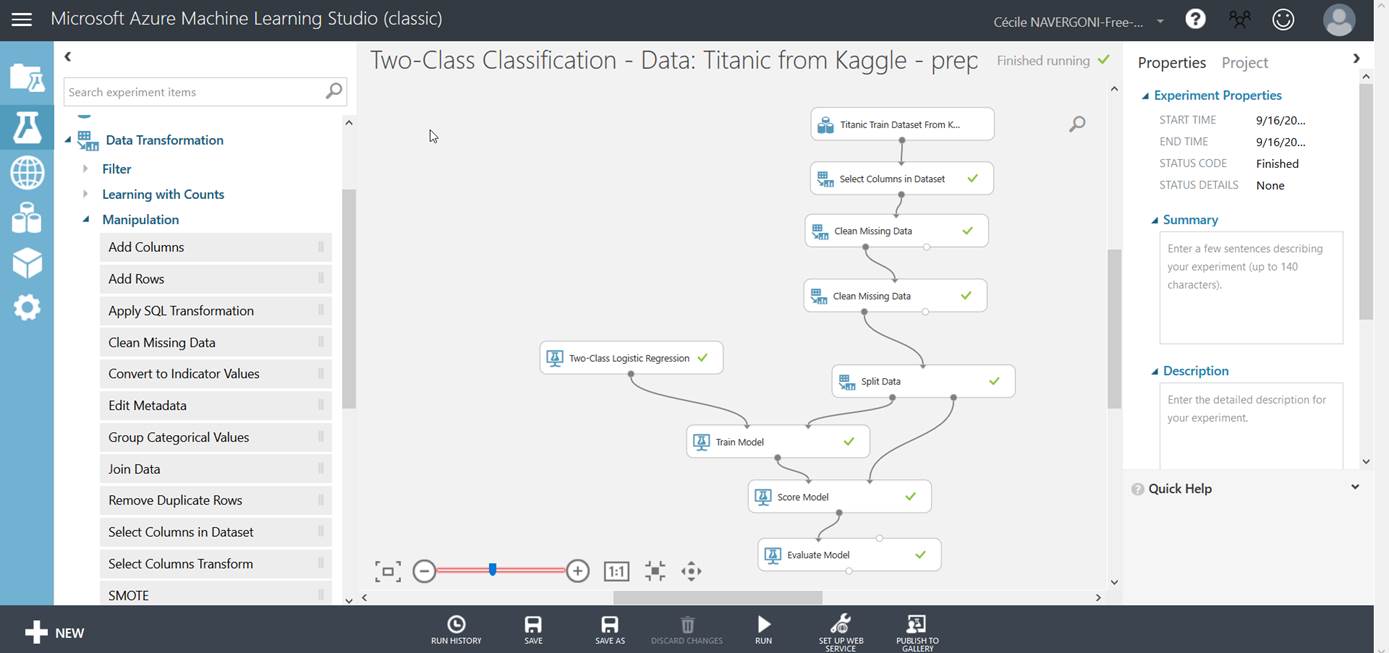 Microsoft Azure Machine Learning Studio (classic)
Cécile NAVERGONI-Free-...
?
Search experiment items
Data Transformation
Filter
Learning with Counts
Manipulation
Add Columns
Add Rows
Apply SQL Transformation
Clean Missing Data
Convert to Indicator Values
Edit Metadata
Group Categorical Values
Join Data
Remove Duplicate Rows
Select Columns in Dataset
Select Columns Transform
SMOTE
Two-Class Classification - Data: Titanic from Kaggle - prep
Finished running
Titanic Train Dataset From K...
Select Columns in Dataset
Clean Missing Data
Clean Missing Data
Two-Class Logistic Regression
Split Data
Train Model
Score Model
Evaluate Model
1:1
Properties Project
Experiment Properties
START TIME 9/16/20...
END TIME 9/16/20...
STATUS CODE Finished
STATUS DETAILS None
Summary
Enter a few sentences describing
your experiment (up to 140
characters).
Description
Enter the detailed description for
your experiment.
? Quick Help
NEW
RUN HISTORY
SAVE
SAVE AS
DISCARD CHANGES
RUN
SET UP WEB
SERVICE
PUBLISH TO
GALLERY